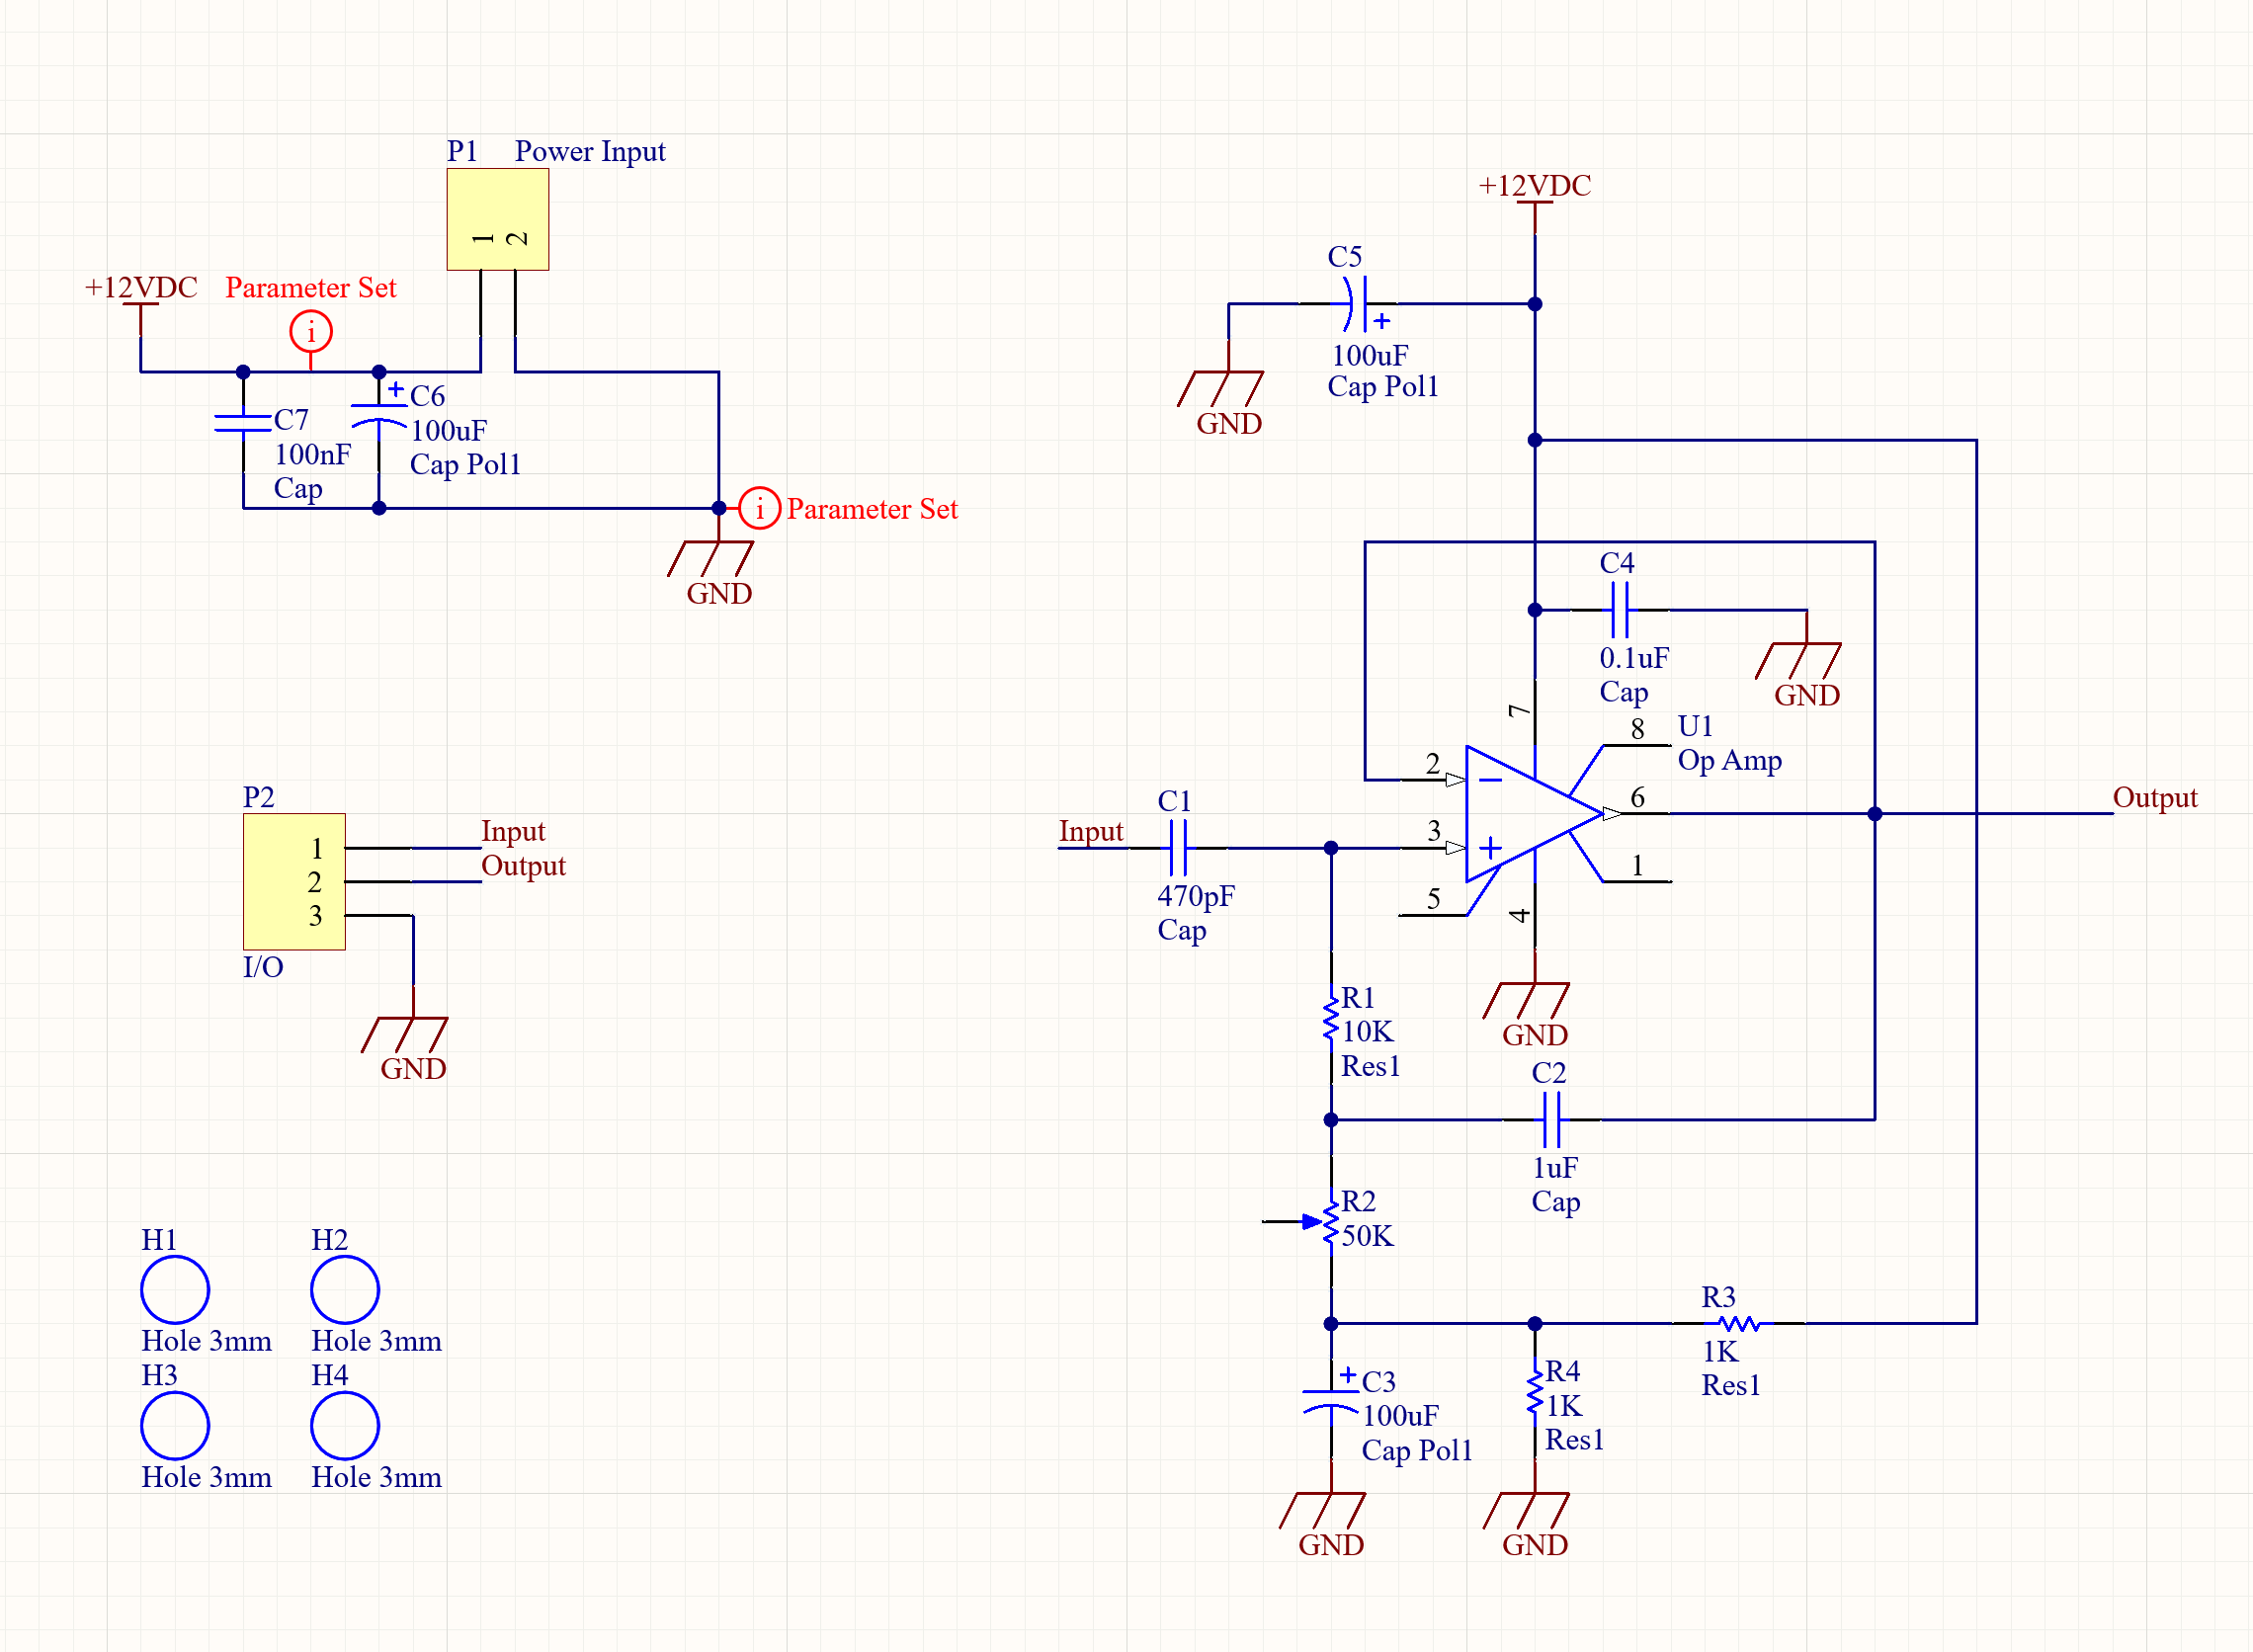 P1 Power Input
1
2
+12VDC
Parameter Set
i
C7
100nF
Cap
C6
100uF
Cap Pol1
i
Parameter Set
GND
P2
1
2
3
Input
Output
I/O
GND
H1
Hole 3mm
H2
Hole 3mm
H3
Hole 3mm
H4
Hole 3mm
+12VDC
C5
100uF
Cap Pol1
GND
C4
0.1uF
Cap
GND
7
8
U1
Op Amp
2
6
Output
3
1
5
4
GND
Input
C1
470pF
Cap
R1
10K
Res1
C2
1uF
Cap
R2
50K
R3
1K
Res1
C3
100uF
Cap Pol1
GND
R4
1K
Res1
GND